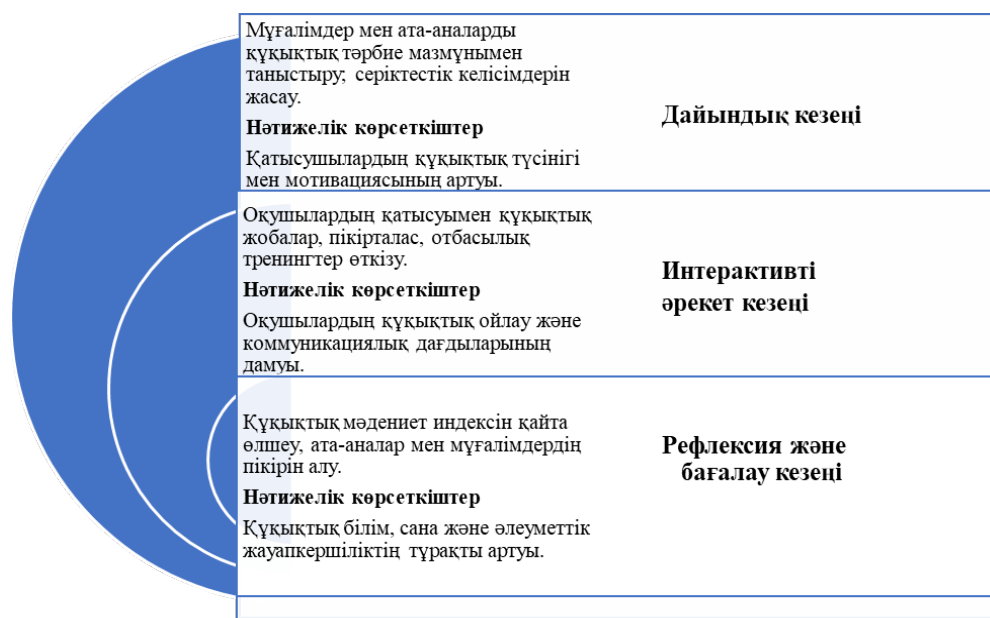 Мұғалімдер мен ата-аналарды
құқықтық тәрбие мазмұнымен
таныстыру; серіктестік келісімдерін
жасау.
Нәтижелік көрсеткіштер
Қатысушылардың құқықтық түсінігі
мен мотивациясының артуы.
Дайындық кезеңі
Оқушылардың қатысуымен құқықтық
жобалар, пікірталас, отбасылық
тренингтер өткізу.
Нәтижелік көрсеткіштер
Оқушылардың құқықтық ойлау және
коммуникациялық дағдыларының
дамуы.
Интерактивті
әрекет кезеңі
Құқықтық мәдениет индексін қайта
өлшеу, ата-аналар мен мұғалімдердің
пікірін алу.
Нәтижелік көрсеткіштер
Құқықтық білім, сана және әлеуметтік
жауапкершіліктің тұрақты артуы.
Рефлексия және
бағалау кезеңі